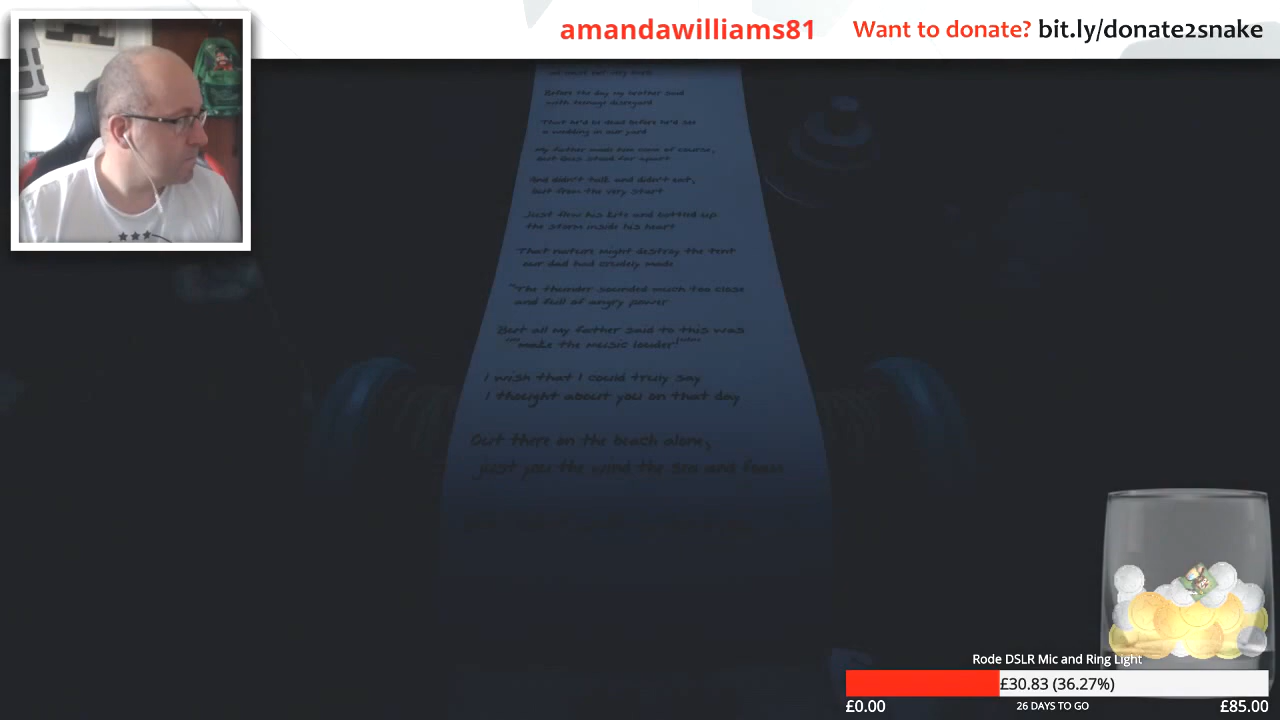 amandawilliams81
Want to donate? bit.ly/donate2snake
Before the day my brother said
with teenage disregard
That he'd be dead before he'd see
a wedding in our yard
My father made him come of course,
but Gus stood far apart
And didn't talk and didn't eat,
but from the very start
Just flew his kite and bottled up
the storm inside his heart
That nature might destroy the tent
our dad had crudely made
"The thunder sounded much too close
and full of angry power
But all my father said to this was
"make the music louder!"
I wish that I could truly say
I thought about you on that day
Out there on the beach alone,
just you the wind the sea and foam
Rode DSLR Mic and Ring Light
£30.83 (36.27%)
£0.00
26 DAYS TO GO
£85.00